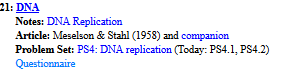 21: DNA
Notes: DNA Replication
Article: Meselson & Stahl (1958) and companion
Problem Set: PS4: DNA replication (Today: PS4.1, PS4.2)
Questionnaire